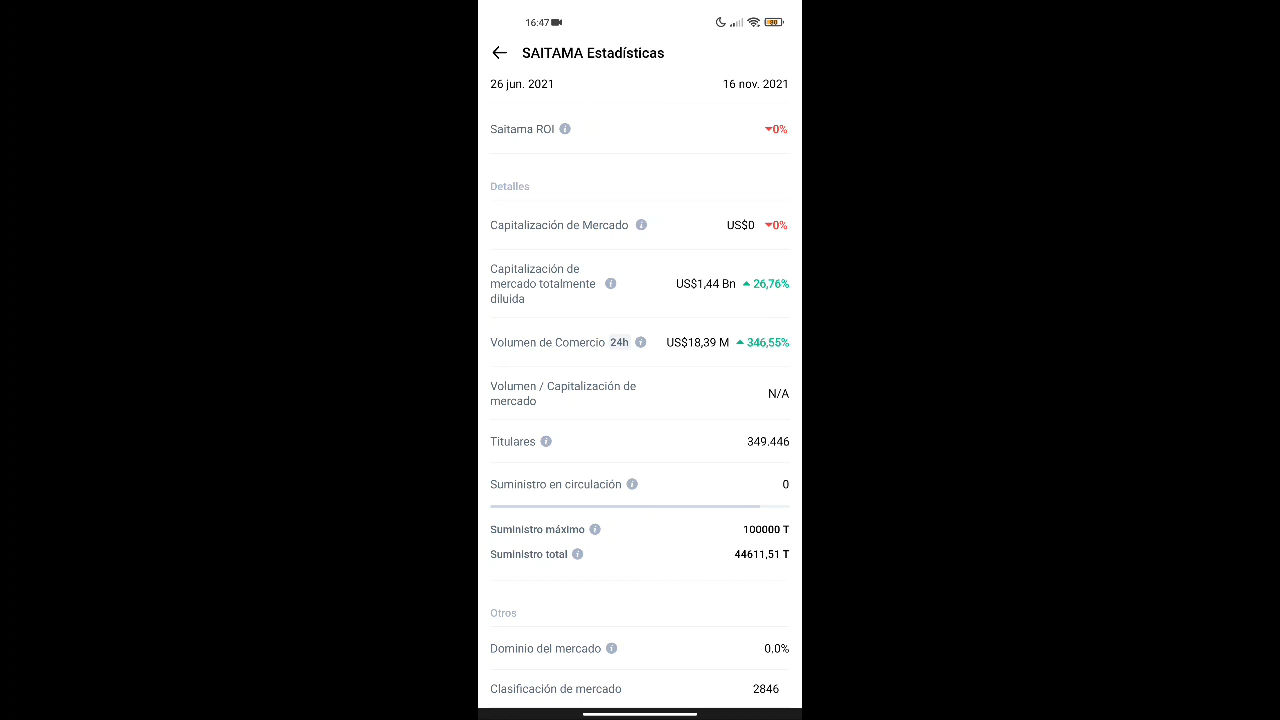 16:47
80
SAITAMA Estadísticas
26 jun. 2021 16 nov. 2021
Saitama ROI 0%
Detalles
Capitalización de Mercado US$0 0%
Capitalización de
mercado totalmente US$1,44 Bn 26,76%
diluida
Volumen de Comercio 24h US$18,39 M 346,55%
Volumen / Capitalización de
mercado N/A
Titulares 349.446
Suministro en circulación 0
Suministro máximo 100000 T
Suministro total 44611,51 T
Otros
Dominio del mercado 0.0%
Clasificación de mercado 2846